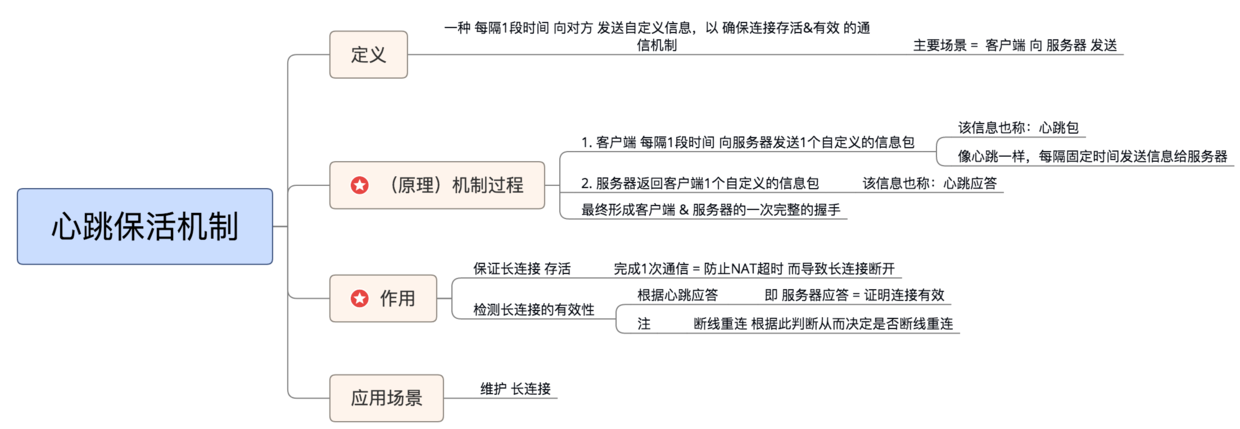 心跳保活机制
定义
一种 每隔1段时间 向对方 发送自定义信息，以 确保连接存活&有效 的通
信机制
主要场景 = 客户端 向 服务器 发送
（原理）机制过程
1. 客户端 每隔1段时间 向服务器发送1个自定义的信息包
该信息也称：心跳包
像心跳一样，每隔固定时间发送信息给服务器
2. 服务器返回客户端1个自定义的信息包
该信息也称：心跳应答
最终形成客户端 & 服务器的一次完整的握手
作用
保证长连接 存活
完成1次通信 = 防止NAT超时 而导致长连接断开
检测长连接的有效性
根据心跳应答
即 服务器应答 = 证明连接有效
注
断线重连 根据此判断从而决定是否断线重连
应用场景
维护 长连接